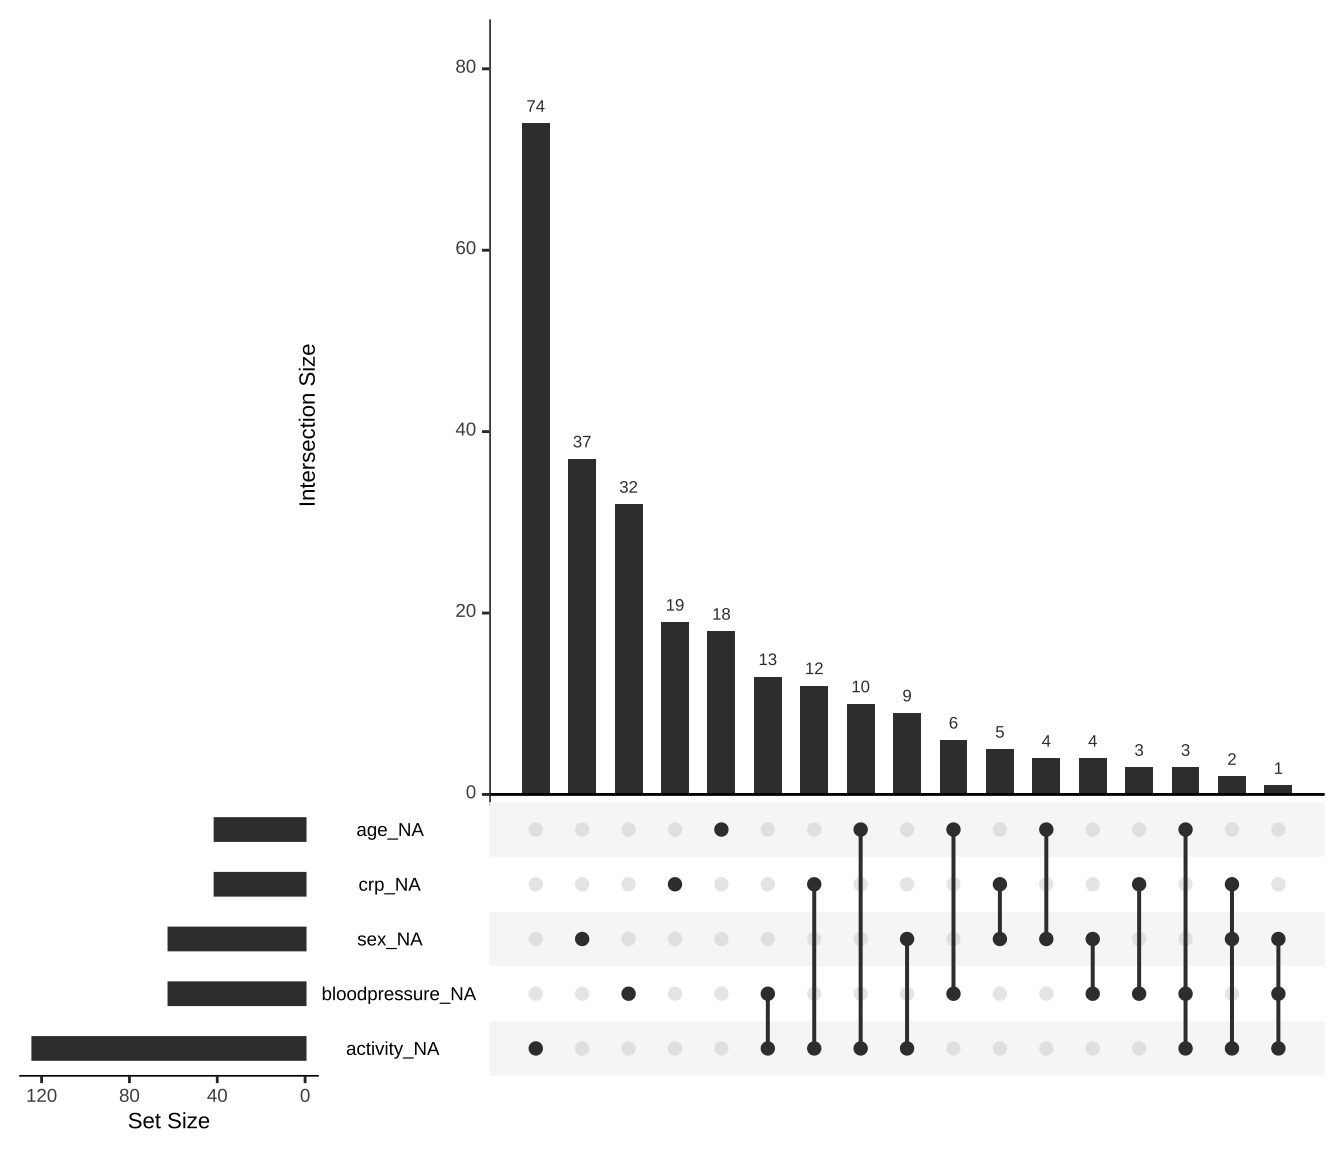 80
74
60
Intersection Size
40
37
32
20
19
18
13
12
10
9
6
5
4
4
3
3
2
1
0
age_NA
crp_NA
sex_NA
bloodpressure_NA
activity_NA
120 80 40 0
Set Size